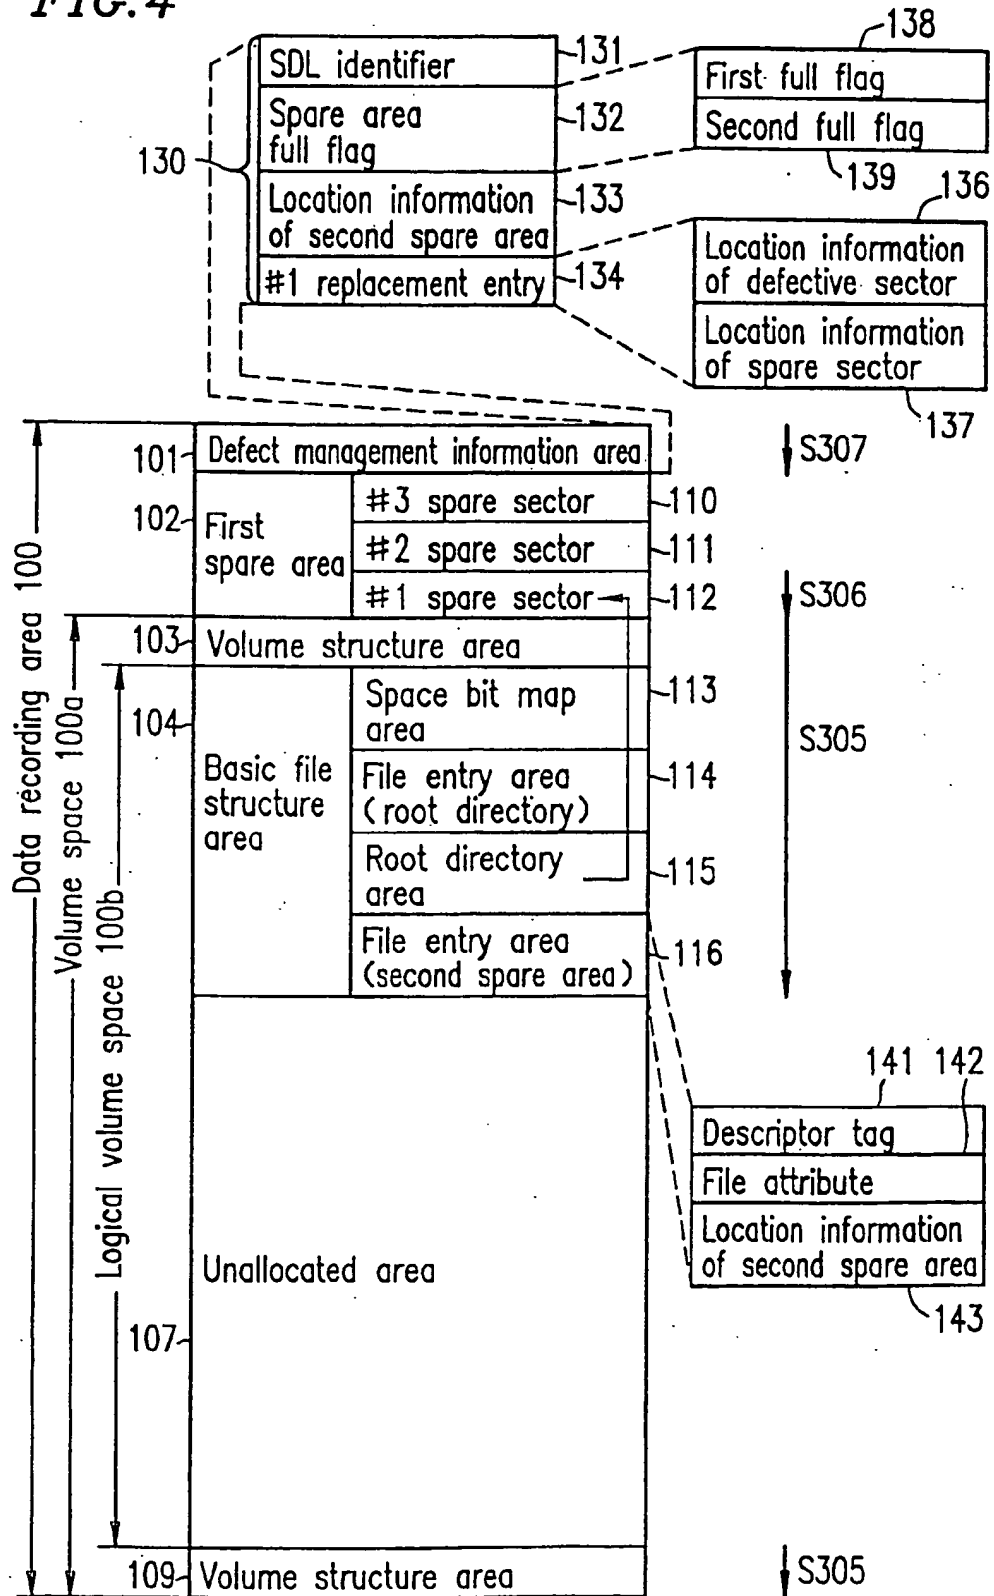 FIG.4
131
138
SDL identifier
First full flag
Spare area
full flag
132
Second full flag
130
139
136
Location information
of second spare area
133
Location information
of defective sector
#1 replacement entry
134
Location information
of spare sector
137
101
Defect management information area
S307
102
First
spare area
#3 spare sector
110
#2 spare sector
111
#1 spare sector
112
S306
103
Volume structure area
104
Basic file
structure
area
Space bit map
area
113
S305
File entry area
(root directory)
114
Root directory
area
115
File entry area
(second spare area)
116
Data recording area 100
Volume space 100a
Logical volume space 100b
141 142
Descriptor tag
File attribute
Location information
of second spare area
143
Unallocated area
107
109
Volume structure area
S305